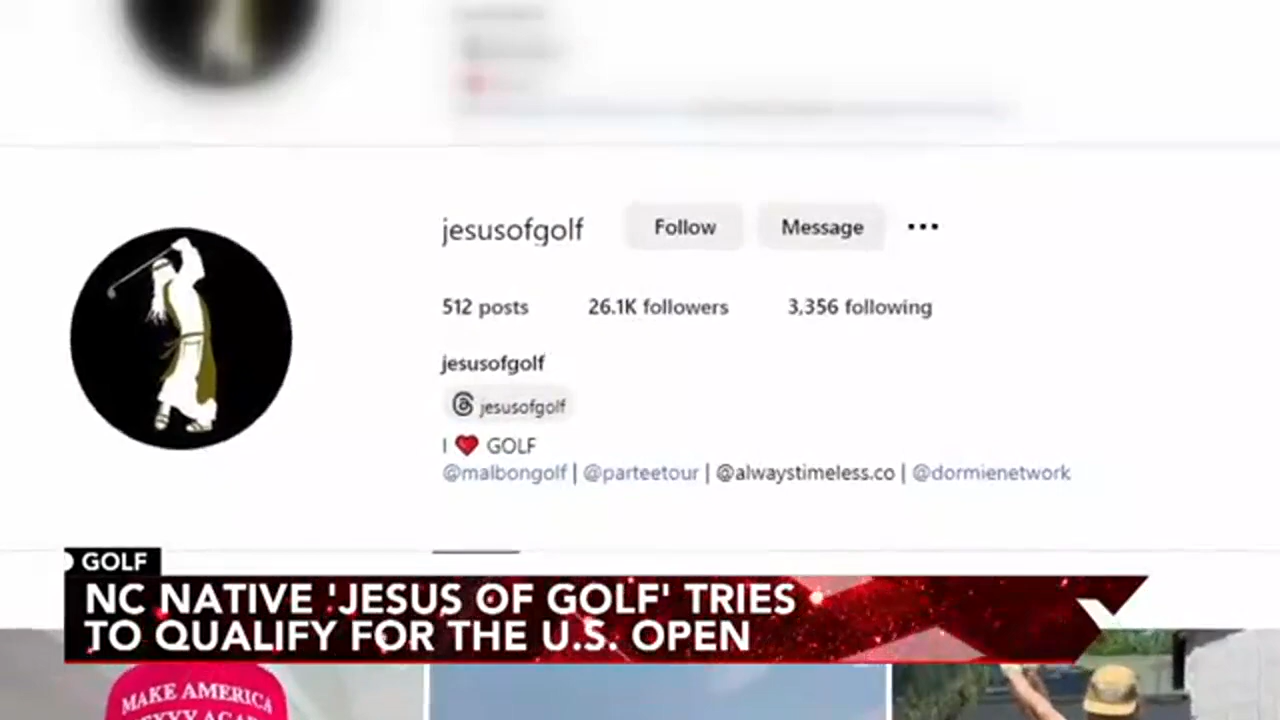 jesusofgolf Follow Message •••
512 posts 26.1K followers 3,356 following
jesusofgolf
jesusofgolf
I ❤ GOLF
@malbongolf | @parteetour | @alwaystimeless.co | @dormienetwork
GOLF
NC NATIVE 'JESUS OF GOLF' TRIES
TO QUALIFY FOR THE U.S. OPEN
MAKE AMERICA